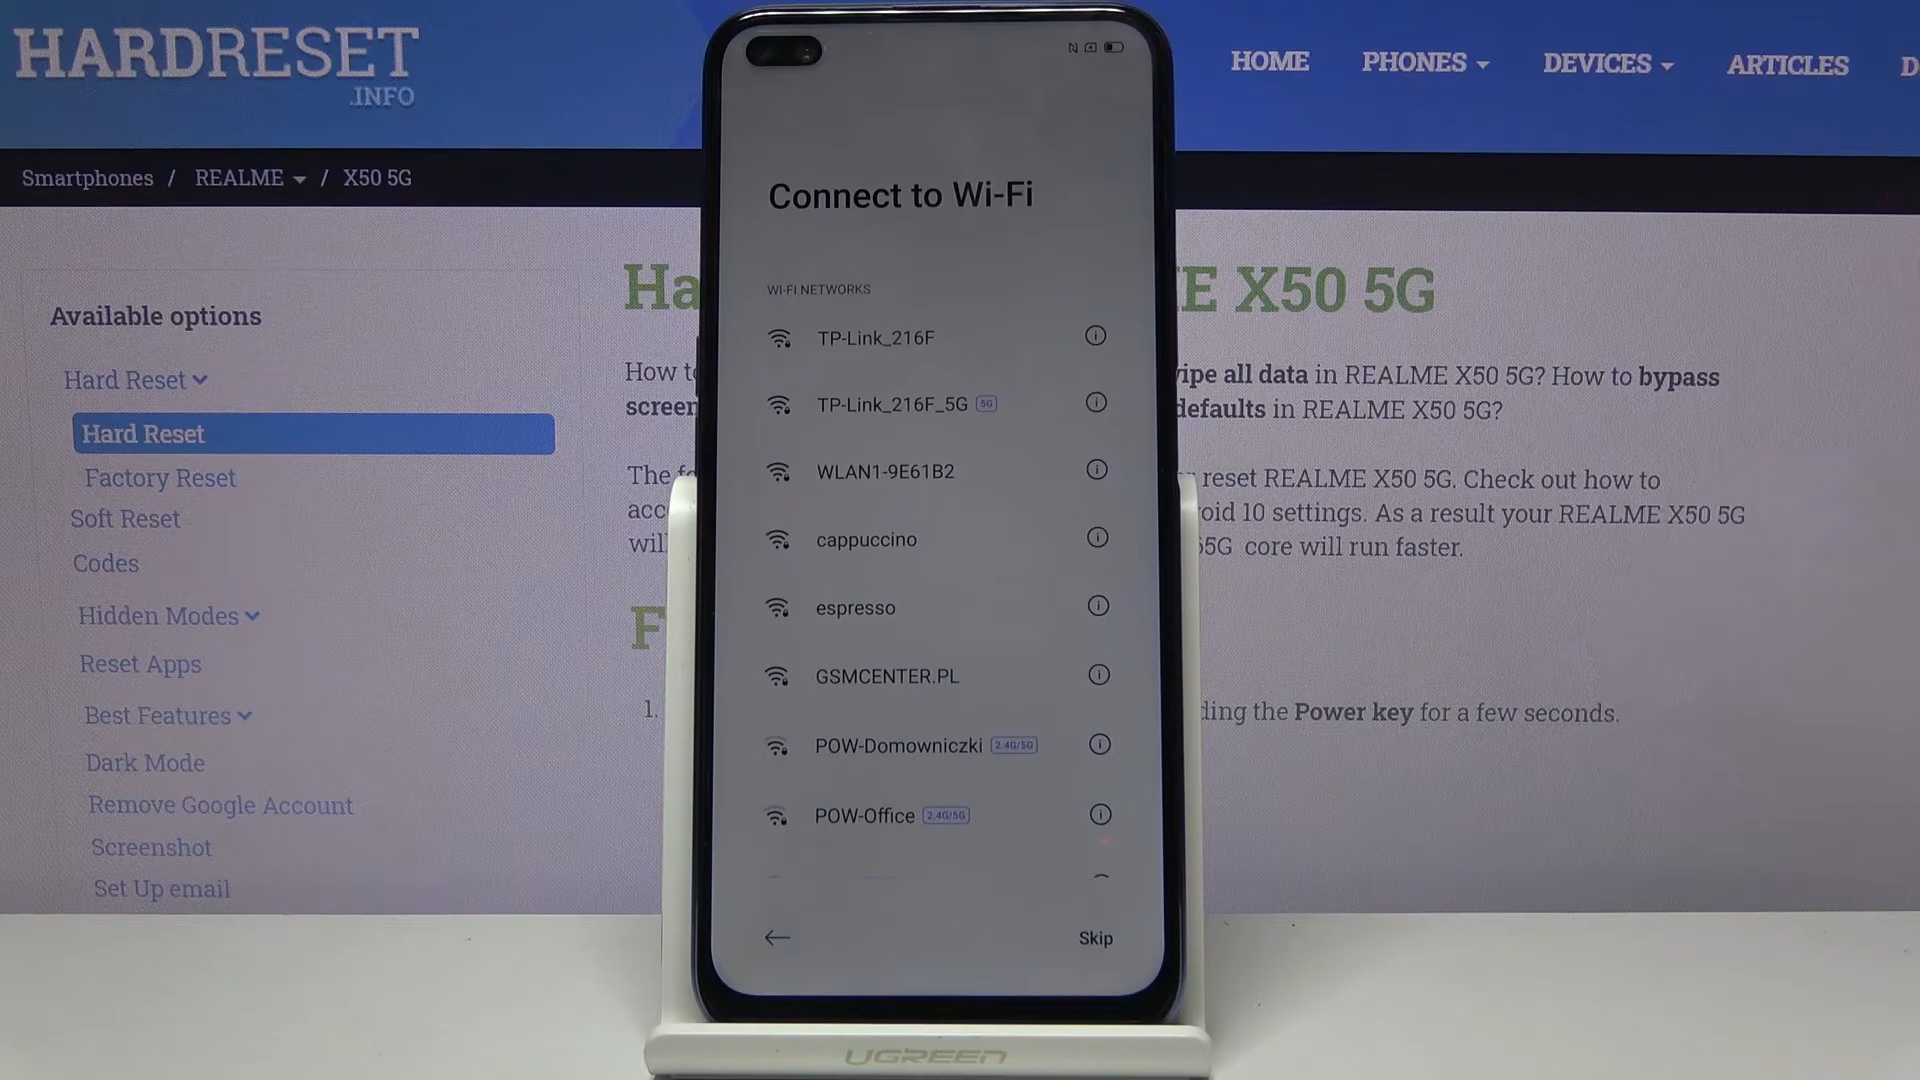 HARDRESET
.INFO
HOME PHONES DEVICES ARTICLES D
Smartphones / REALME / X50 5G
Available options
Hard Reset
Hard Reset
Factory Reset
Soft Reset
Codes
Hidden Modes
Reset Apps
Best Features
Dark Mode
Remove Google Account
Screenshot
Set Up email
Connect to Wi-Fi
WI-FI NETWORKS
TP-Link_216F
TP-Link_216F_5G 5G
WLAN1-9E61B2
cappuccino
espresso
GSMCENTER.PL
POW-Domowniczki 2.4G/5G
POW-Office 2.4G/5G
Skip
UGREEN
Ha E X50 5G
How to ipe all data in REALME X50 5G? How to bypass
screen defaults in REALME X50 5G?
The fo reset REALME X50 5G. Check out how to
acc oid 10 settings. As a result your REALME X50 5G
will 5G core will run faster.
F
1. ding the Power key for a few seconds.